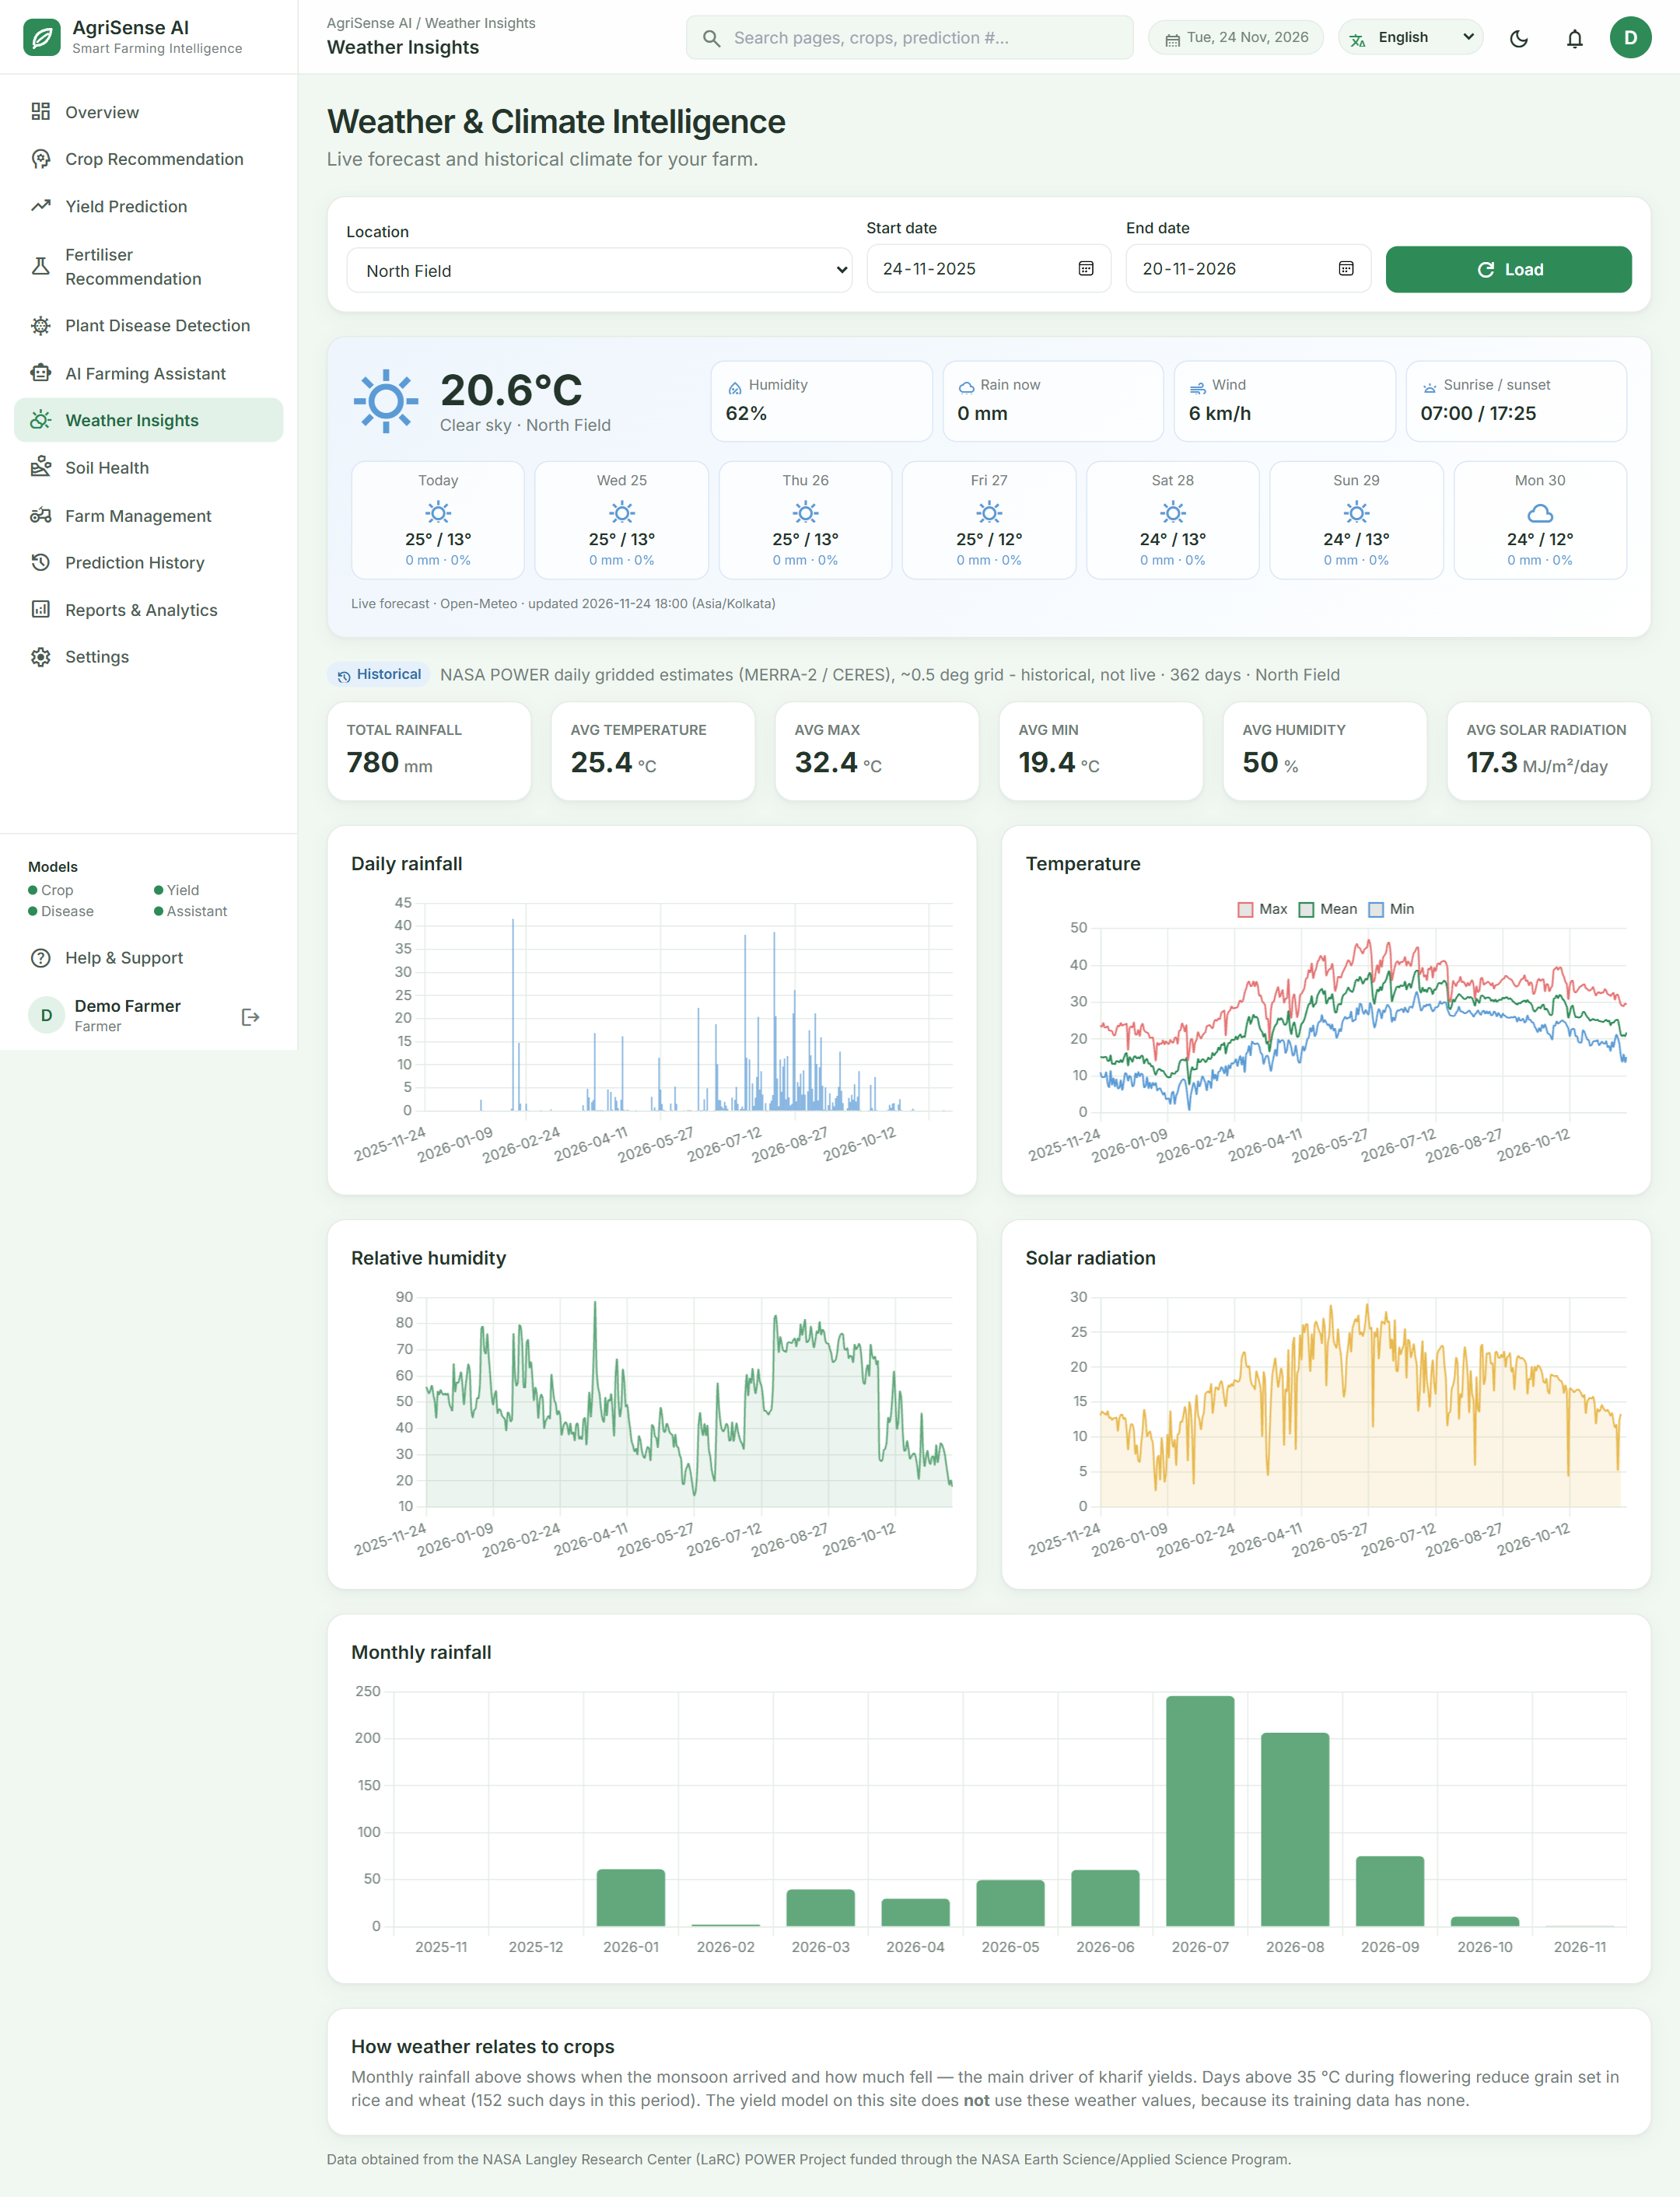 AgriSense AI
Smart Farming Intelligence
Overview
Crop Recommendation
Yield Prediction
Fertiliser
Recommendation
Plant Disease Detection
AI Farming Assistant
Weather Insights
Soil Health
Farm Management
Prediction History
Reports & Analytics
Settings
Models
Crop Yield
Disease Assistant
Help & Support
D
Demo Farmer
Farmer
AgriSense AI / Weather Insights
Weather Insights
Search pages, crops, prediction #...
Tue, 24 Nov, 2026
English
D
Weather & Climate Intelligence
Live forecast and historical climate for your farm.
Location
North Field
Start date
24-11-2025
End date
20-11-2026
Load
20.6°C
Clear sky · North Field
Humidity
62%
Rain now
0 mm
Wind
6 km/h
Sunrise / sunset
07:00 / 17:25
Today
25° / 13°
0 mm · 0%
Wed 25
25° / 13°
0 mm · 0%
Thu 26
25° / 13°
0 mm · 0%
Fri 27
25° / 12°
0 mm · 0%
Sat 28
24° / 13°
0 mm · 0%
Sun 29
24° / 13°
0 mm · 0%
Mon 30
24° / 12°
0 mm · 0%
Live forecast · Open-Meteo · updated 2026-11-24 18:00 (Asia/Kolkata)
Historical NASA POWER daily gridded estimates (MERRA-2 / CERES), ~0.5 deg grid - historical, not live · 362 days · North Field
TOTAL RAINFALL
780 mm
AVG TEMPERATURE
25.4 °C
AVG MAX
32.4 °C
AVG MIN
19.4 °C
AVG HUMIDITY
50 %
AVG SOLAR RADIATION
17.3 MJ/m²/day
Daily rainfall
45
40
35
30
25
20
15
10
5
0
2025-11-24 2026-01-09 2026-02-24 2026-04-11 2026-05-27 2026-07-12 2026-08-27 2026-10-12
Temperature
Max Mean Min
50
40
30
20
10
0
2025-11-24 2026-01-09 2026-02-24 2026-04-11 2026-05-27 2026-07-12 2026-08-27 2026-10-12
Relative humidity
90
80
70
60
50
40
30
20
10
2025-11-24 2026-01-09 2026-02-24 2026-04-11 2026-05-27 2026-07-12 2026-08-27 2026-10-12
Solar radiation
30
25
20
15
10
5
0
2025-11-24 2026-01-09 2026-02-24 2026-04-11 2026-05-27 2026-07-12 2026-08-27 2026-10-12
Monthly rainfall
250
200
150
100
50
0
2025-11 2025-12 2026-01 2026-02 2026-03 2026-04 2026-05 2026-06 2026-07 2026-08 2026-09 2026-10 2026-11
How weather relates to crops
Monthly rainfall above shows when the monsoon arrived and how much fell — the main driver of kharif yields. Days above 35 °C during flowering reduce grain set in
rice and wheat (152 such days in this period). The yield model on this site does not use these weather values, because its training data has none.
Data obtained from the NASA Langley Research Center (LaRC) POWER Project funded through the NASA Earth Science/Applied Science Program.